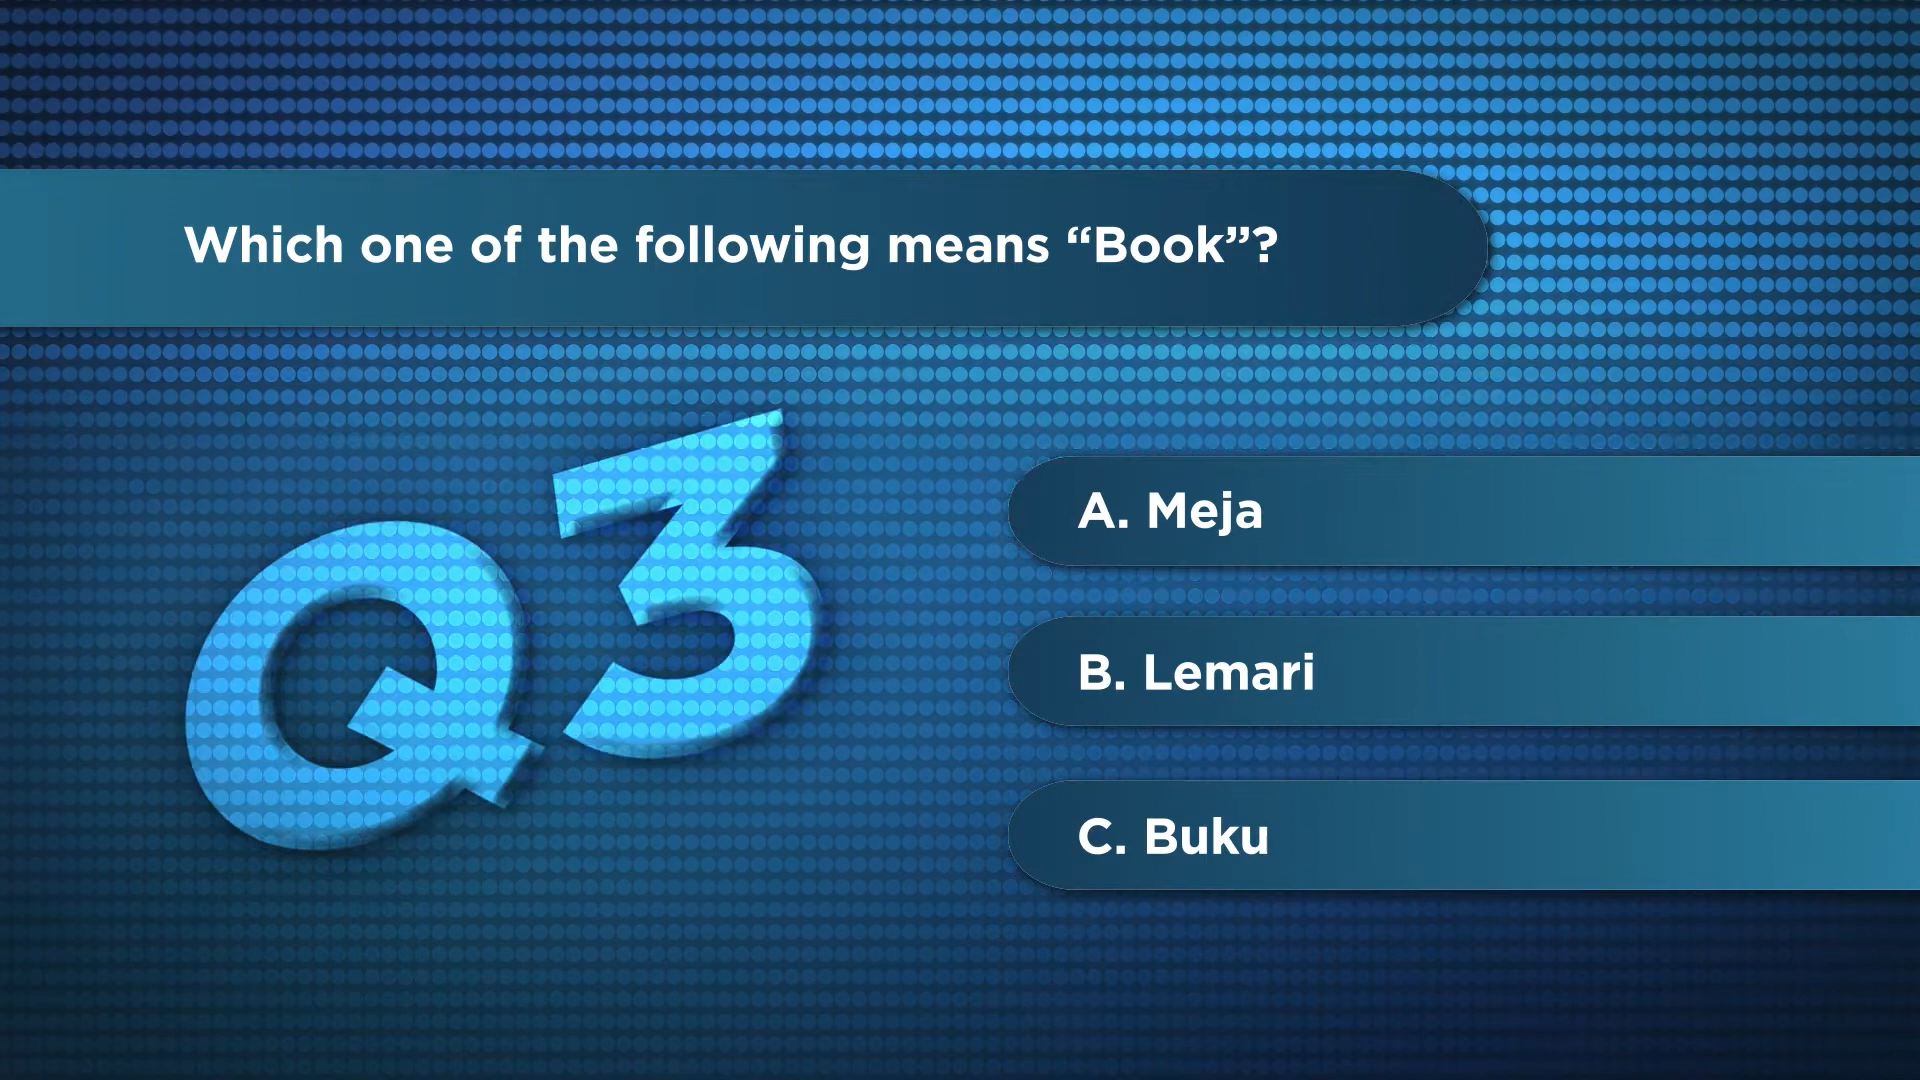 Which one of the following means “Book”?
Q3
A. Meja
B. Lemari
C. Buku